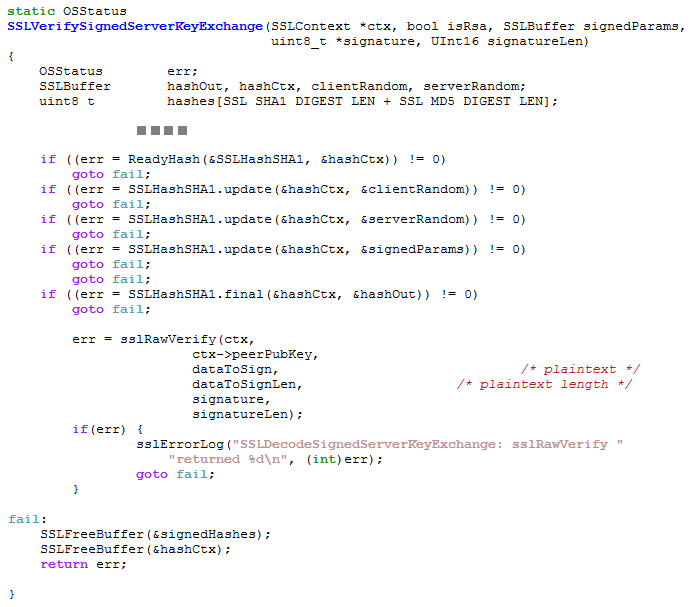 static OSStatus
SSLVerifySignedServerKeyExchange(SSLContext *ctx, bool isRsa, SSLBuffer signedParams,
                                 uint8_t *signature, UInt16 signatureLen)
{
    OSStatus        err;
    SSLBuffer       hashOut, hashCtx, clientRandom, serverRandom;
    uint8 t         hashes[SSL SHA1 DIGEST LEN + SSL MD5 DIGEST LEN];

    if ((err = ReadyHash(&SSLHashSHA1, &hashCtx)) != 0)
        goto fail;
    if ((err = SSLHashSHA1.update(&hashCtx, &clientRandom)) != 0)
        goto fail;
    if ((err = SSLHashSHA1.update(&hashCtx, &serverRandom)) != 0)
        goto fail;
    if ((err = SSLHashSHA1.update(&hashCtx, &signedParams)) != 0)
        goto fail;
        goto fail;
    if ((err = SSLHashSHA1.final(&hashCtx, &hashOut)) != 0)
        goto fail;

        err = sslRawVerify(ctx,
                       ctx->peerPubKey,
                       dataToSign,                              /* plaintext */
                       dataToSignLen,                   /* plaintext length */
                       signature,
                       signatureLen);
        if(err) {
                sslErrorLog("SSLDecodeSignedServerKeyExchange: sslRawVerify "
                    "returned %d\n", (int)err);
                goto fail;
        }

fail:
    SSLFreeBuffer(&signedHashes);
    SSLFreeBuffer(&hashCtx);
    return err;

}